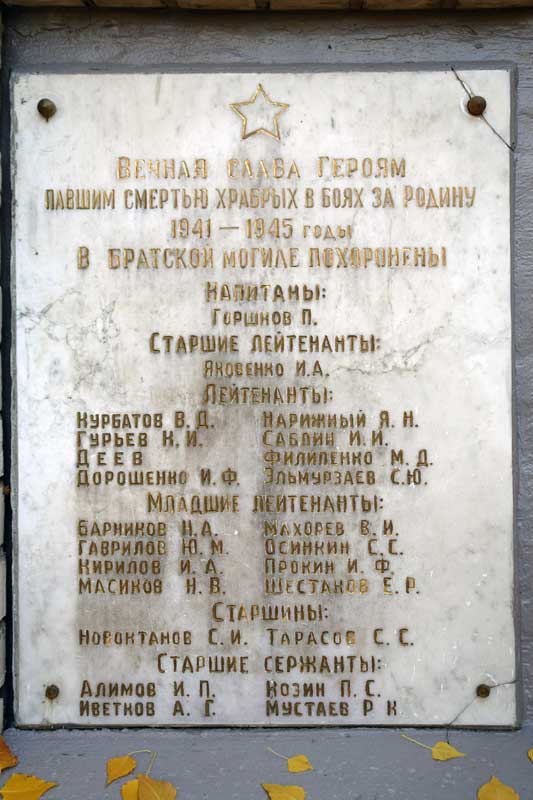 Вечная слава Героям
павшим смертью храбрых в боях за Родину
1941 — 1945 годы
В братской могиле похоронены
Капитаны:
Горшков П.
Старшие лейтенанты:
Яковенко И.А.
Лейтенанты:
Курбатов В.Д. Нарижный Я.Н.
Гурьев К.И. Саблин И.И.
Деев Филипенко М.Д.
Дорошенко И.Ф. Эльмурзаев С.Ю.
Младшие лейтенанты:
Барников Н.А. Махорев В.И.
Гаврилов Ю.М. Осинкин С.С.
Кирилов И.А. Прокин И.Ф.
Масиков Н.В. Шестаков Е.Р.
Старшины:
Новоктанов С.И. Тарасов С.С.
Старшие сержанты:
Алимов И.П. Козин П.С.
Иветков А.Г. Мустаев Р К.